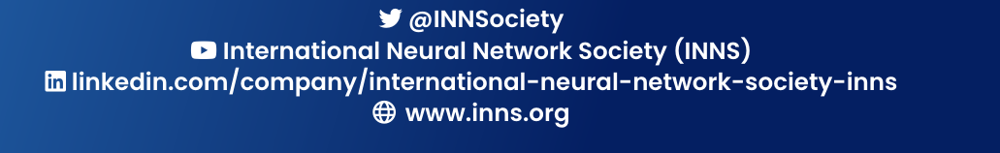 @INNSociety
International Neural Network Society (INNS)
linkedin.com/company/international-neural-network-society-inns
www.inns.org